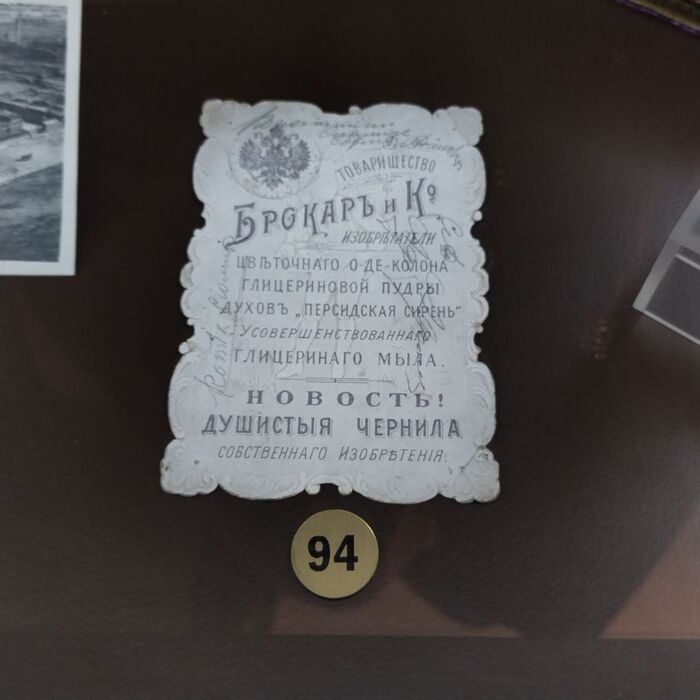 ТОВАРИЩЕСТВО
БРОКАРЪ и Ко
ИЗОБРѢТАТЕЛИ
ЦВѢТОЧНАГО О-ДЕ-КОЛОНА
ГЛИЦЕРИНОВОЙ ПУДРЫ
ДУХОВЪ „ПЕРСИДСКАЯ СИРЕНЬ"
УСОВЕРШЕНСТВОВАННАГО
ГЛИЦЕРИНАГО МЫЛА.
НОВОСТЬ!
ДУШИСТЫЯ ЧЕРНИЛА
СОБСТВЕННАГО ИЗОБРѢТЕНІЯ.
94